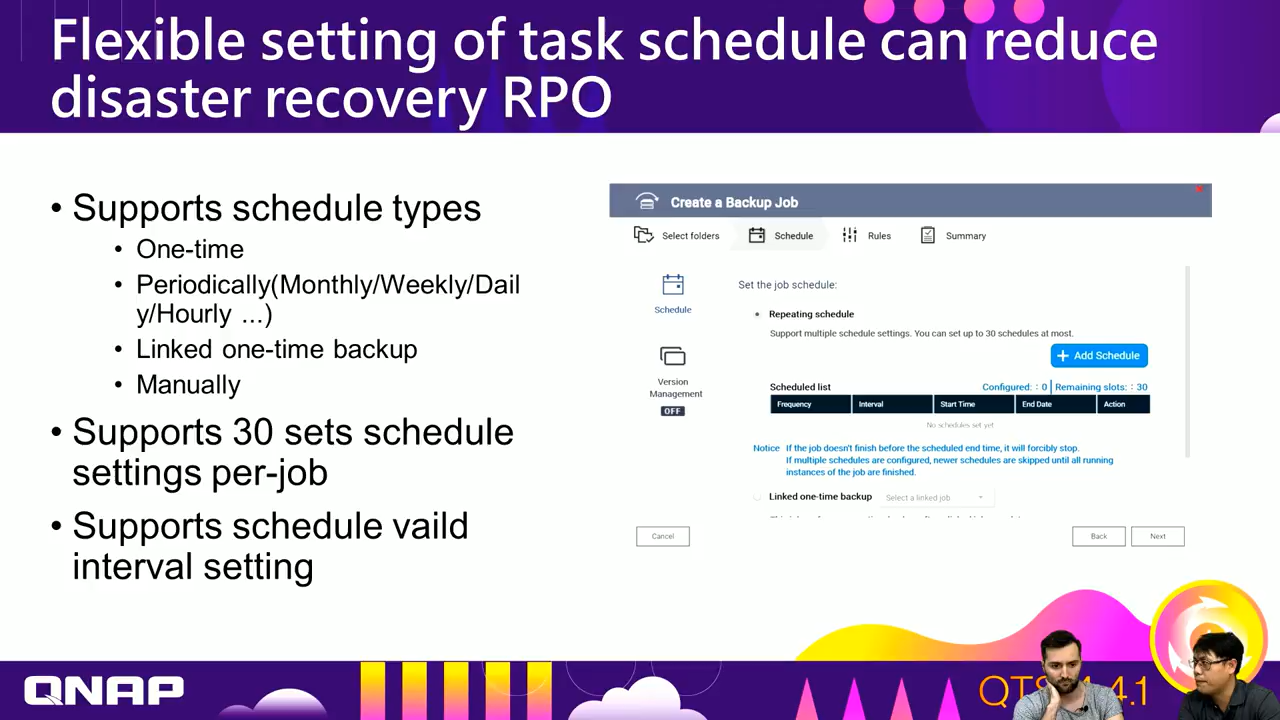 Flexible setting of task schedule can reduce
disaster recovery RPO
• Supports schedule types
• One-time
• Periodically(Monthly/Weekly/Dail
y/Hourly ...)
• Linked one-time backup
• Manually
• Supports 30 sets schedule
settings per-job
• Supports schedule vaild
interval setting
Create a Backup Job
Select folders
Schedule
Rules
Summary
Schedule
Version
Management
OFF
Set the job schedule:
Repeating schedule
Support multiple schedule settings. You can set up to 30 schedules at most.
+ Add Schedule
Scheduled list
Configured: : 0 | Remaining slots: : 30
Frequency Interval Start Time End Date Action
No schedules set yet
Notice If the job doesn't finish before the scheduled end time, it will forcibly stop.
If multiple schedules are configured, newer schedules are skipped until all running
instances of the job are finished.
Linked one-time backup Select a linked job
Cancel
Back
Next
QNAP
QTS 4.1